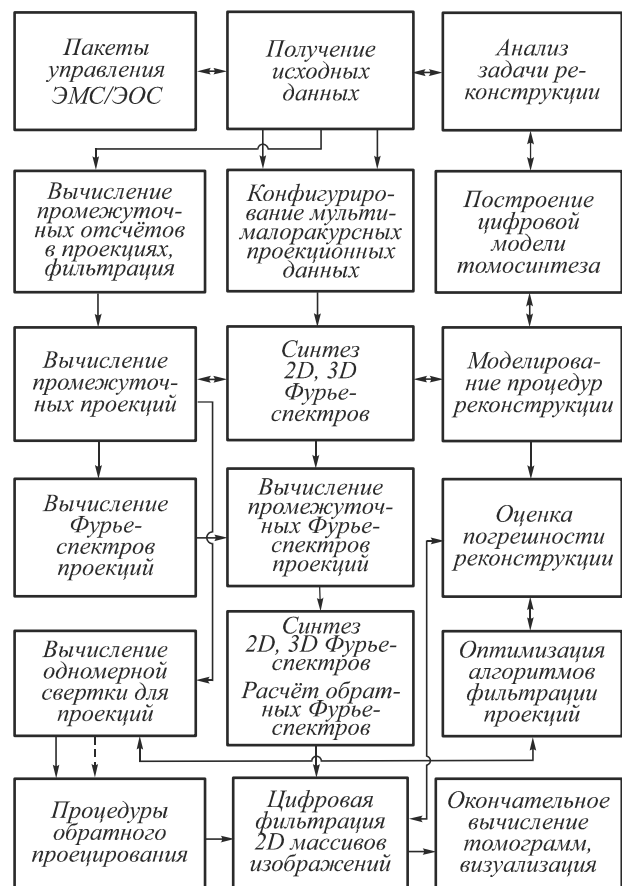 Пакеты
управления
ЭМС/ЭОС
Получение
исходных
данных
Анализ
задачи ре-
конструкции
Вычисление
промежуточ-
ных отсчётов
в проекциях,
фильтрация
Конфигуриро-
вание мульти-
малоракурсных
проекционных
данных
Построение
цифровой
модели
томосинтеза
Вычисление
промежуточ-
ных проекций
Синтез
2D, 3D
Фурье-
спектров
Моделирова-
ние процедур
реконструкции
Вычисление
Фурье-
спектров
проекций
Вычисление
промежуточ-
ных Фурье-
спектров
проекций
Оценка
погрешности
реконструкции
Вычисление
одномерной
свертки для
проекций
Синтез
2D, 3D Фурье-
спектров
Расчёт обрат-
ных Фурье-
спектров
Оптимизация
алгоритмов
фильтрации
проекций
Процедуры
обратного
проецирования
Цифровая
фильтрация
2D массивов
изображений
Окончательное
вычисление
томограмм,
визуализация